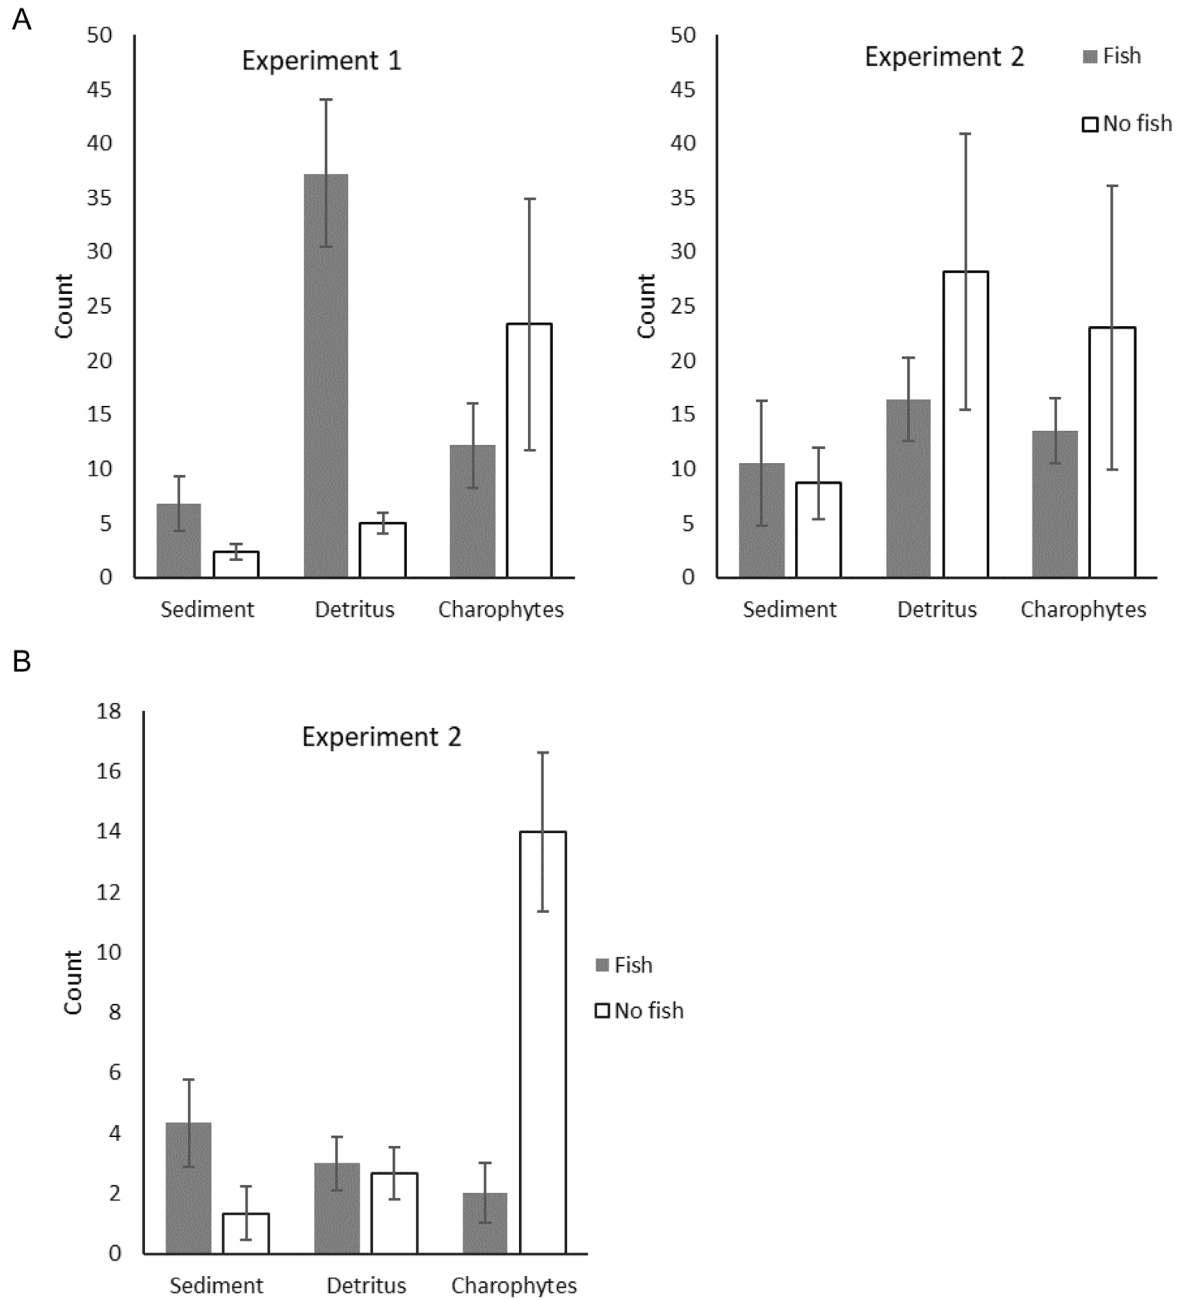 A
Experiment 1
50
45
40
35
30
25
20
15
10
5
0
Count
Sediment Detritus Charophytes
Experiment 2
50
45
40
35
30
25
20
15
10
5
0
Count
Sediment Detritus Charophytes
Fish
No fish
B
Experiment 2
18
16
14
12
10
8
6
4
2
0
Count
Sediment Detritus Charophytes
Fish
No fish